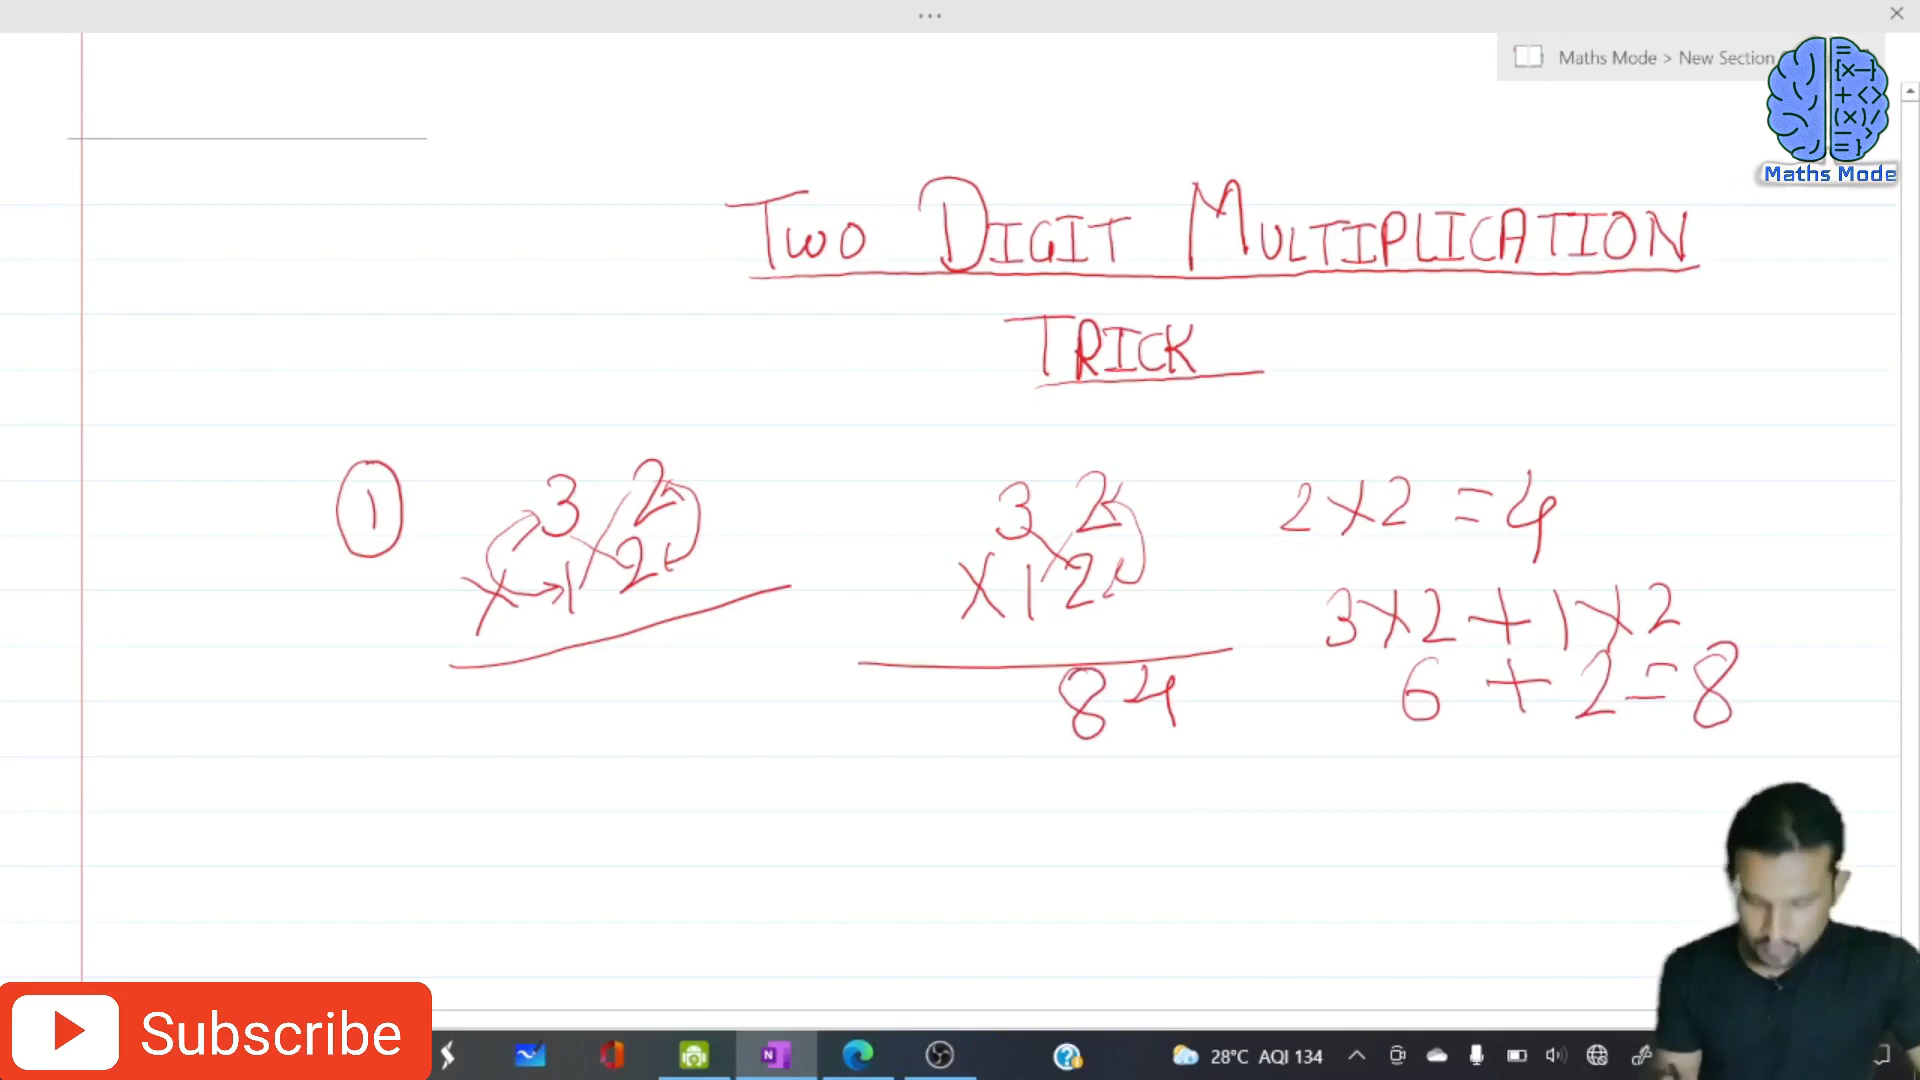 ...
Maths Mode > New Section
Maths Mode
TWO DIGIT MULTIPLICATION
TRICK
1
3 2
x 1 2
3 2
x 1 2
8 4
2 x 2 = 4
3 x 2 + 1 x 2
6 + 2 = 8
Subscribe
28°C AQI 134